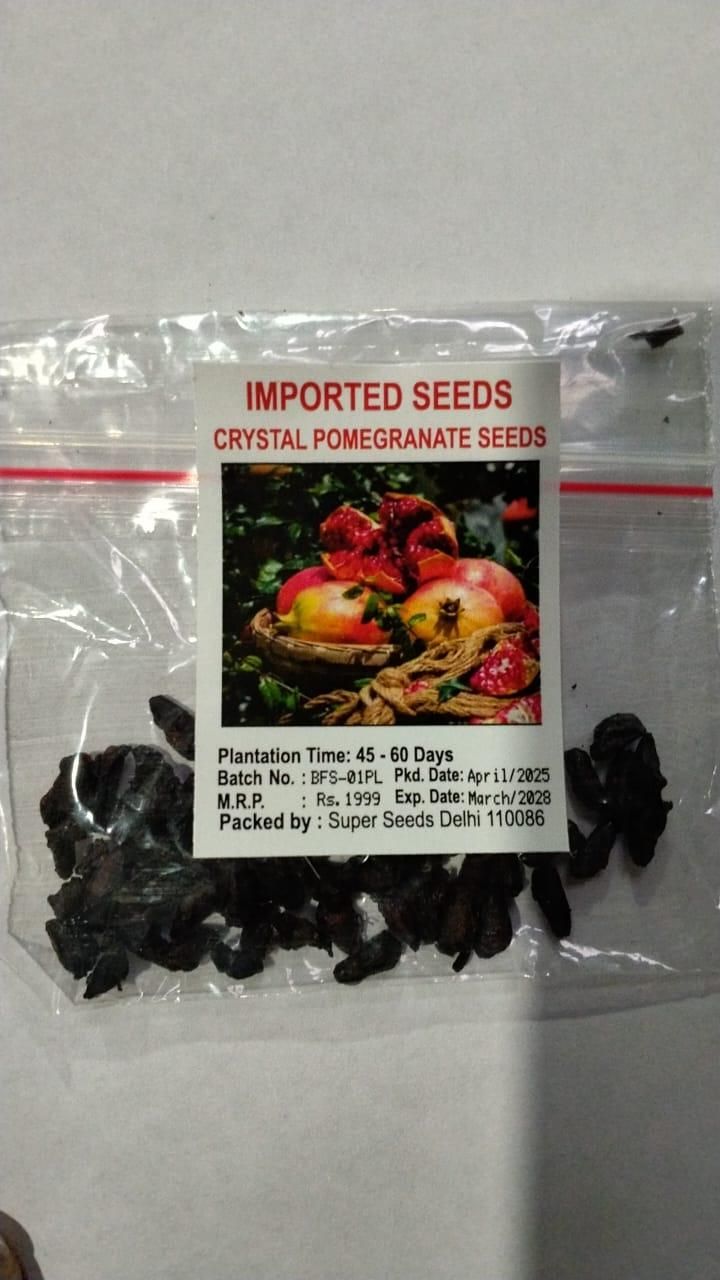 IMPORTED SEEDS
CRYSTAL POMEGRANATE SEEDS
Plantation Time: 45 - 60 Days
Batch No. : BFS-01PL Pkd. Date: April/2025
M.R.P. : Rs. 1999 Exp. Date: March/2028
Packed by : Super Seeds Delhi 110086